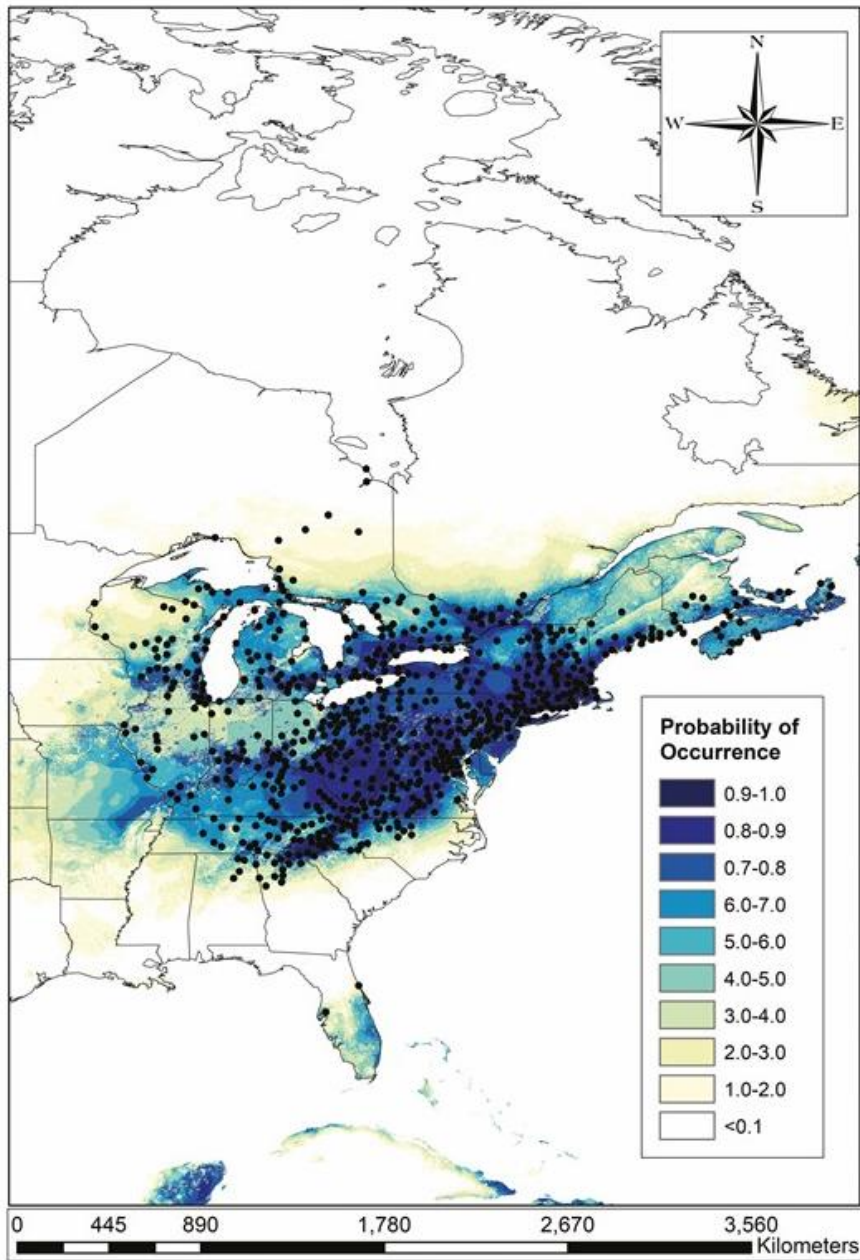 N
W E
S
Probability of
Occurrence
0.9-1.0
0.8-0.9
0.7-0.8
6.0-7.0
5.0-6.0
4.0-5.0
3.0-4.0
2.0-3.0
1.0-2.0
<0.1
0 445 890 1,780 2,670 3,560
Kilometers